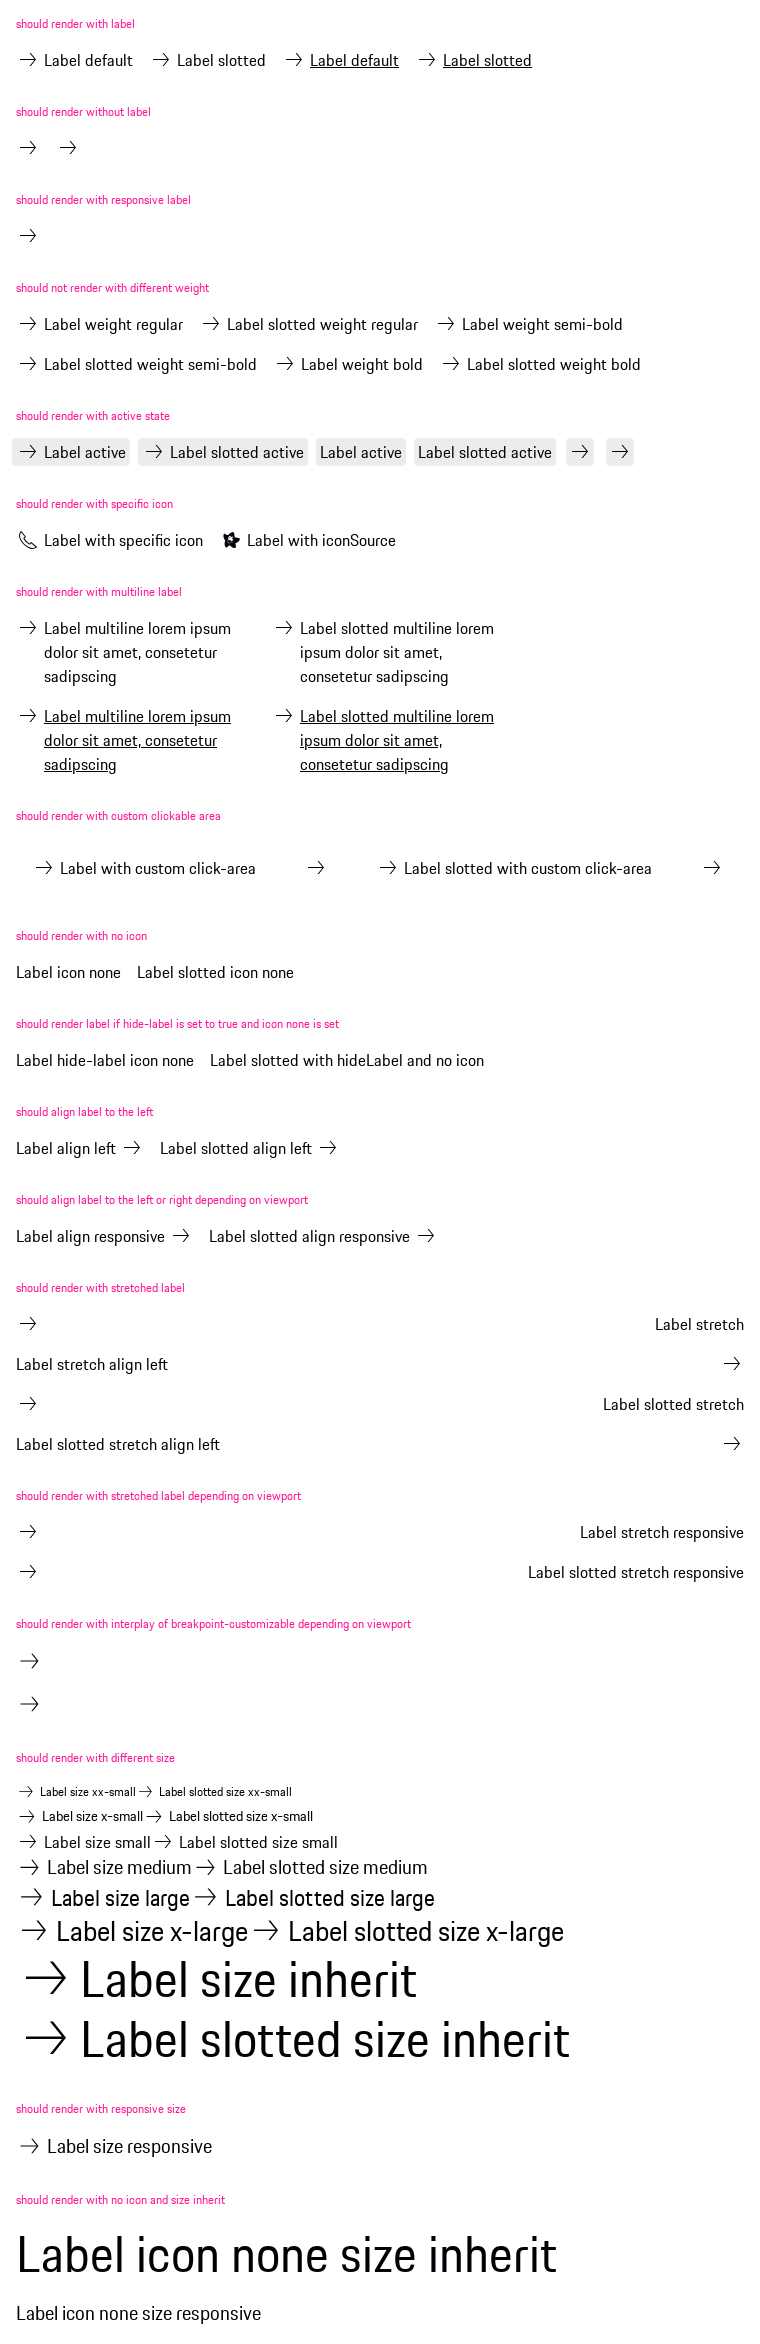 should render with label
Label default Label slotted Label default Label slotted
should render without label
should render with responsive label
should not render with different weight
Label weight regular Label slotted weight regular Label weight semi-bold
Label slotted weight semi-bold Label weight bold Label slotted weight bold
should render with active state
Label active Label slotted active Label active Label slotted active
should render with specific icon
Label with specific icon Label with iconSource
should render with multiline label
Label multiline lorem ipsum
dolor sit amet, consetetur
sadipscing
Label slotted multiline lorem
ipsum dolor sit amet,
consetetur sadipscing
Label multiline lorem ipsum
dolor sit amet, consetetur
sadipscing
Label slotted multiline lorem
ipsum dolor sit amet,
consetetur sadipscing
should render with custom clickable area
Label with custom click-area Label slotted with custom click-area
should render with no icon
Label icon none Label slotted icon none
should render label if hide-label is set to true and icon none is set
Label hide-label icon none Label slotted with hideLabel and no icon
should align label to the left
Label align left Label slotted align left
should align label to the left or right depending on viewport
Label align responsive Label slotted align responsive
should render with stretched label
Label stretch
Label stretch align left
Label slotted stretch
Label slotted stretch align left
should render with stretched label depending on viewport
Label stretch responsive
Label slotted stretch responsive
should render with interplay of breakpoint-customizable depending on viewport
should render with different size
Label size xx-small Label slotted size xx-small
Label size x-small Label slotted size x-small
Label size small Label slotted size small
Label size medium Label slotted size medium
Label size large Label slotted size large
Label size x-large Label slotted size x-large
Label size inherit
Label slotted size inherit
should render with responsive size
Label size responsive
should render with no icon and size inherit
Label icon none size inherit
Label icon none size responsive